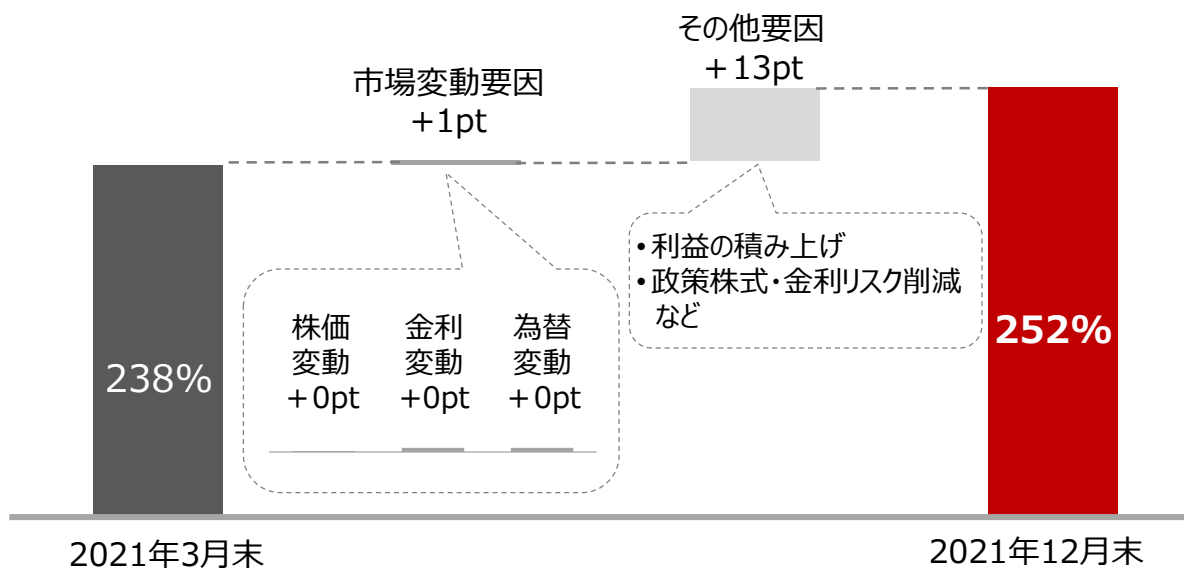 その他要因
+13pt
市場変動要因
+1pt
・利益の積み上げ
・政策株式・金利リスク削減
など
株価
変動
+0pt
金利
変動
+0pt
為替
変動
+0pt
238%
252%
2021年3月末
2021年12月末